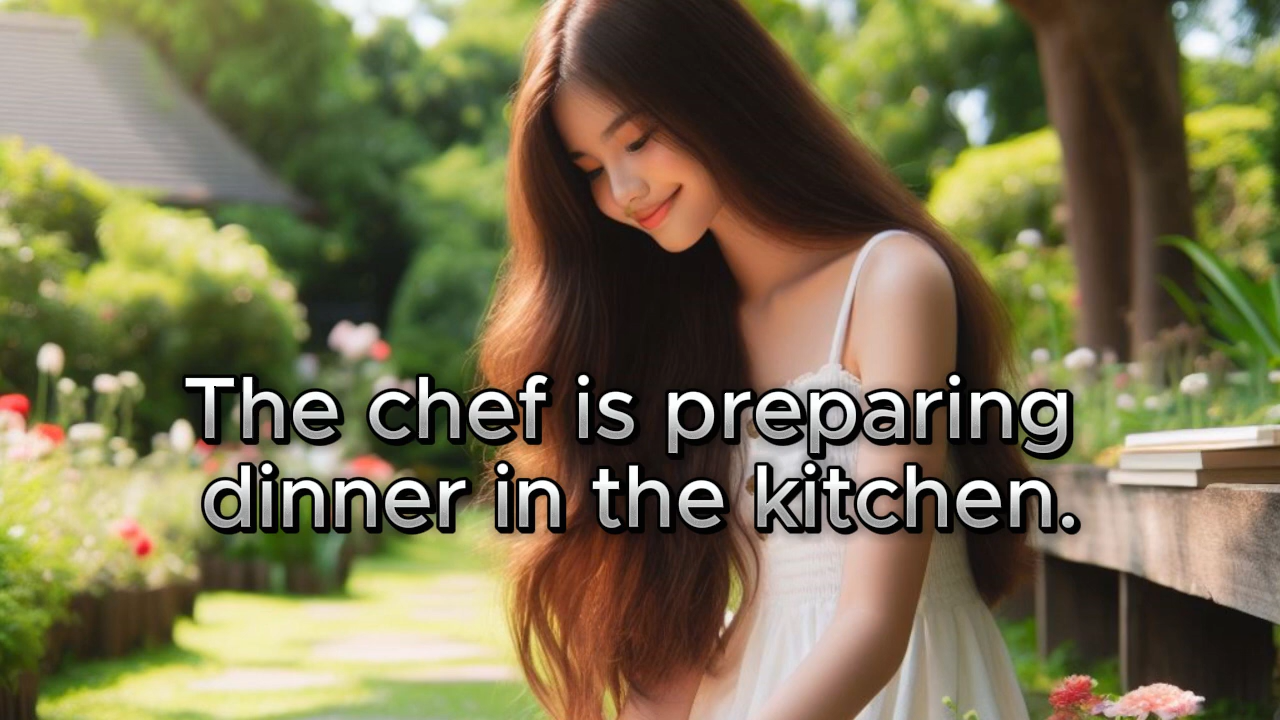 The chef is preparing
dinner in the kitchen.